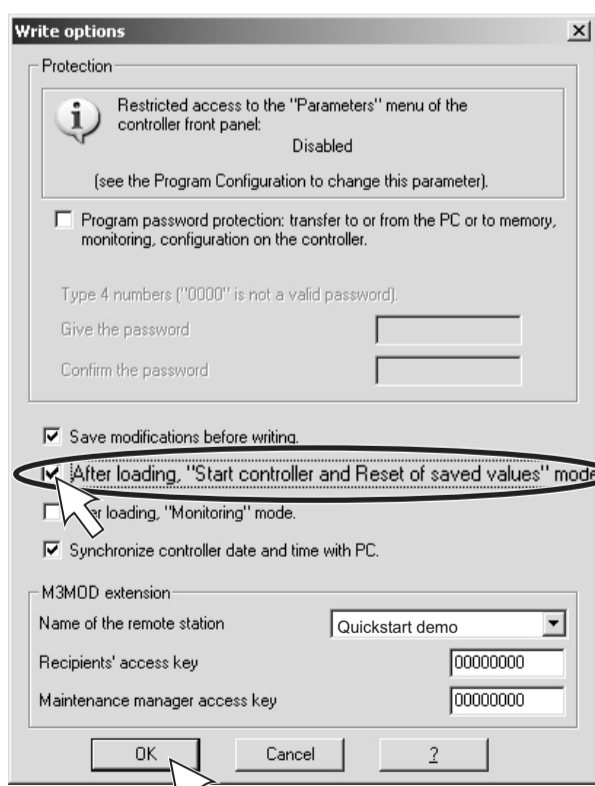 Write options
Protection
Restricted access to the "Parameters" menu of the
controller front panel:
Disabled
(see the Program Configuration to change this parameter).
Program password protection: transfer to or from the PC or to memory,
monitoring, configuration on the controller.
Type 4 numbers ("0000" is not a valid password).
Give the password
Confirm the password
Save modifications before writing.
After loading, "Start controller and Reset of saved values" mode
loading, "Monitoring" mode.
Synchronize controller date and time with PC.
M3MOD extension
Name of the remote station Quickstart demo
Recipients' access key 00000000
Maintenance manager access key 00000000
OK Cancel ?